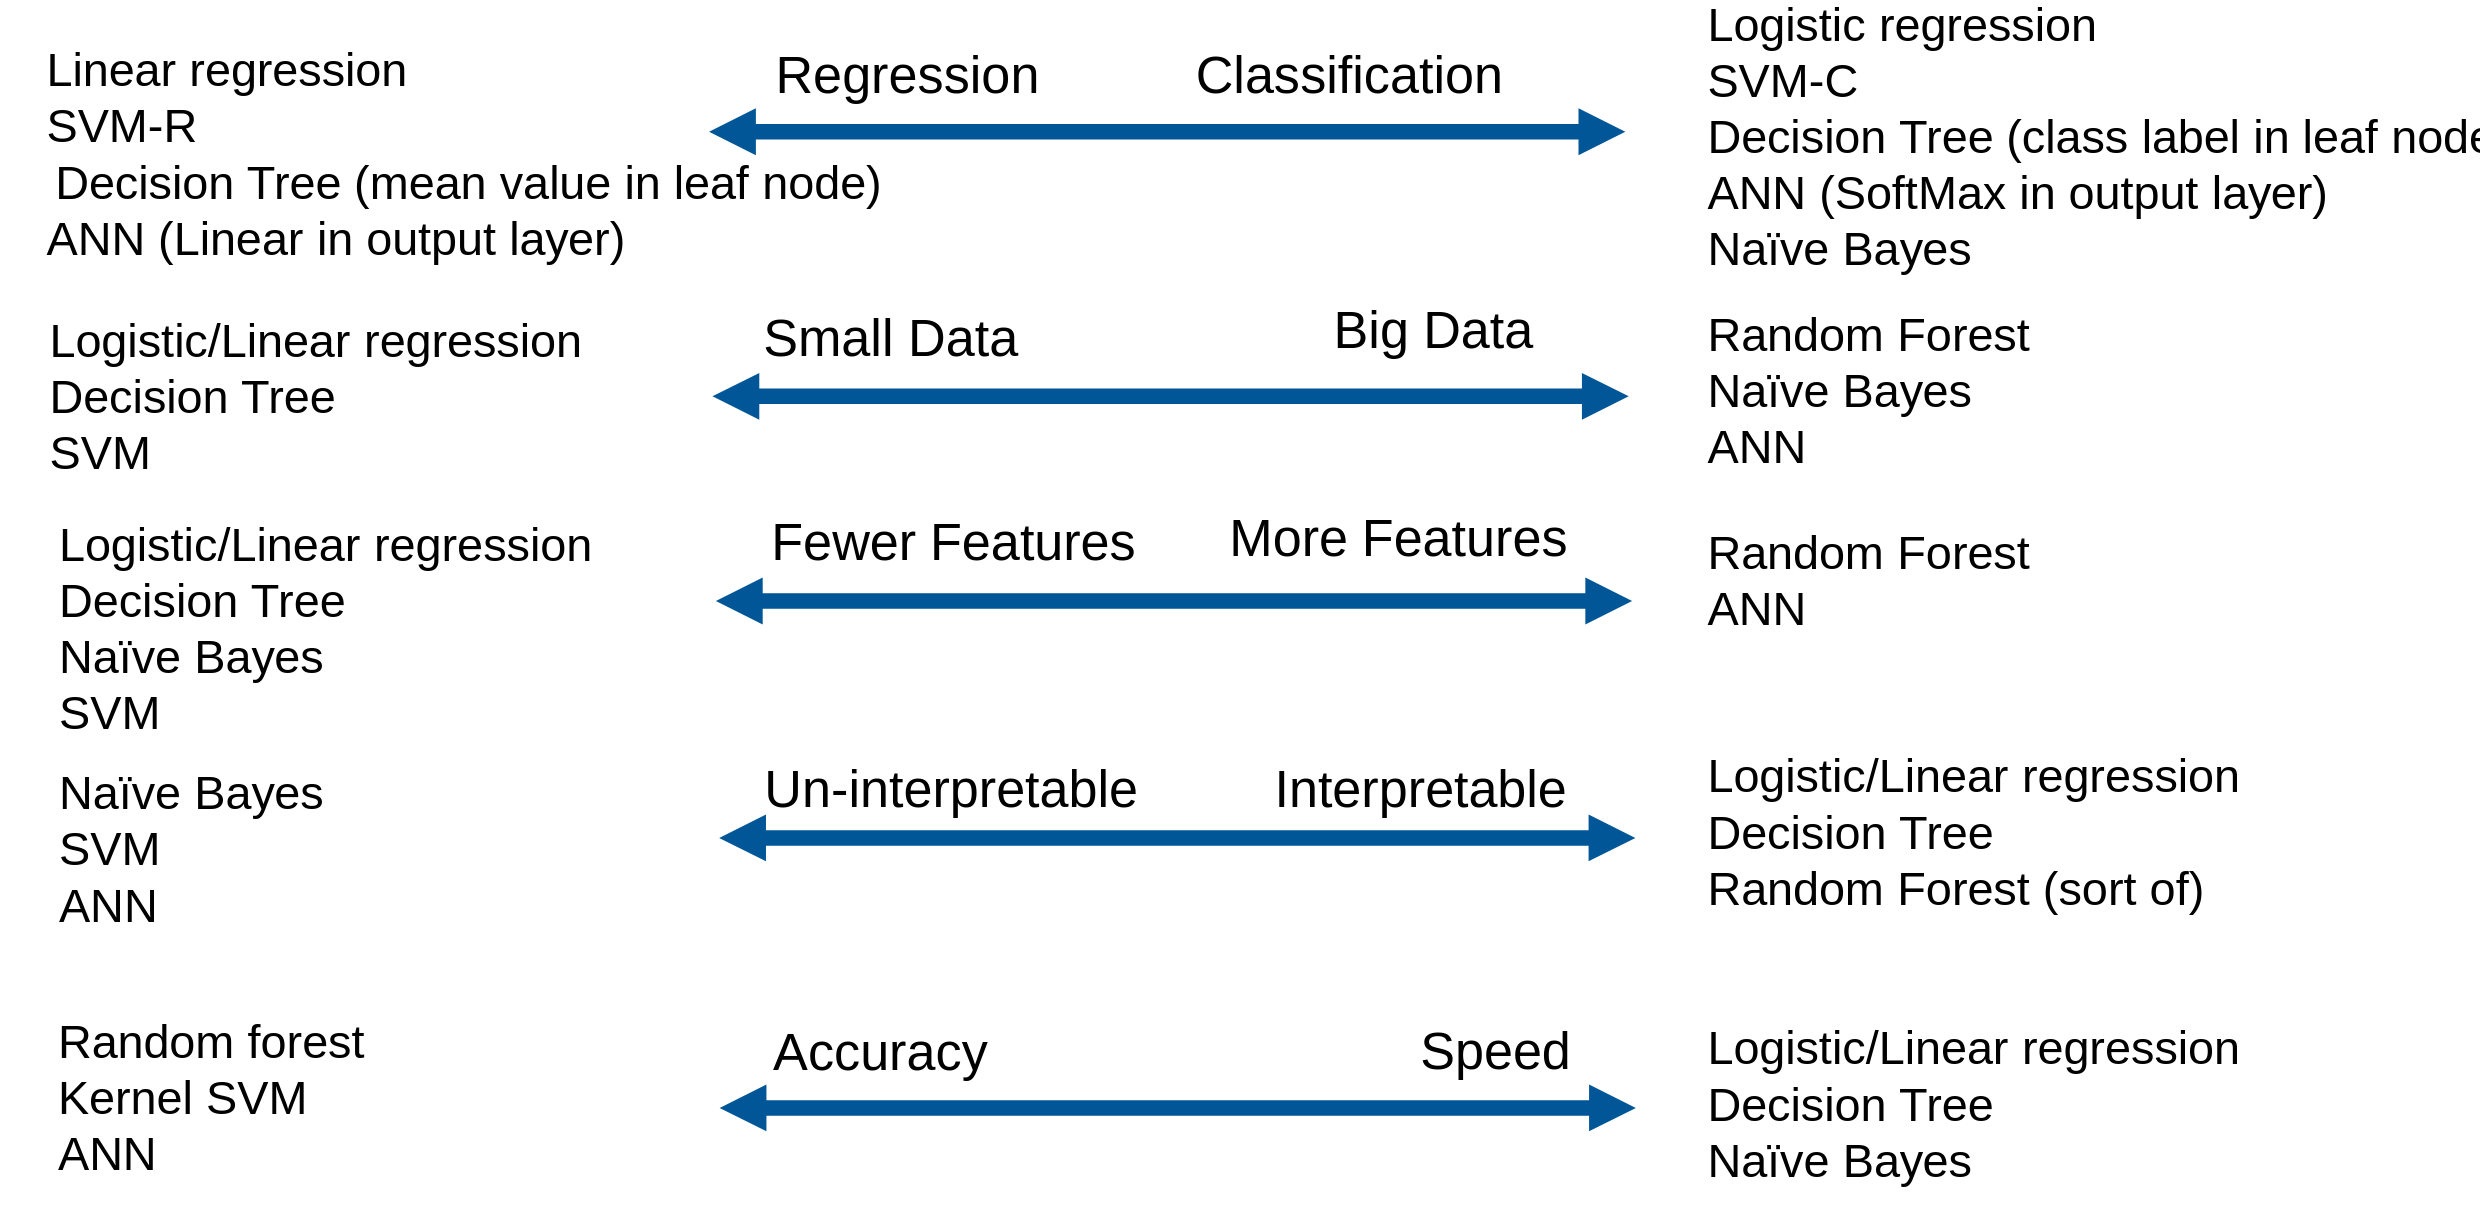 Linear regression
SVM-R
Decision Tree (mean value in leaf node)
ANN (Linear in output layer)
Regression
Classification
Logistic regression
SVM-C
Decision Tree (class label in leaf node
ANN (SoftMax in output layer)
Naïve Bayes
Logistic/Linear regression
Decision Tree
SVM
Small Data
Big Data
Random Forest
Naïve Bayes
ANN
Logistic/Linear regression
Decision Tree
Naïve Bayes
SVM
Fewer Features
More Features
Random Forest
ANN
Naïve Bayes
SVM
ANN
Un-interpretable
Interpretable
Logistic/Linear regression
Decision Tree
Random Forest (sort of)
Random forest
Kernel SVM
ANN
Accuracy
Speed
Logistic/Linear regression
Decision Tree
Naïve Bayes